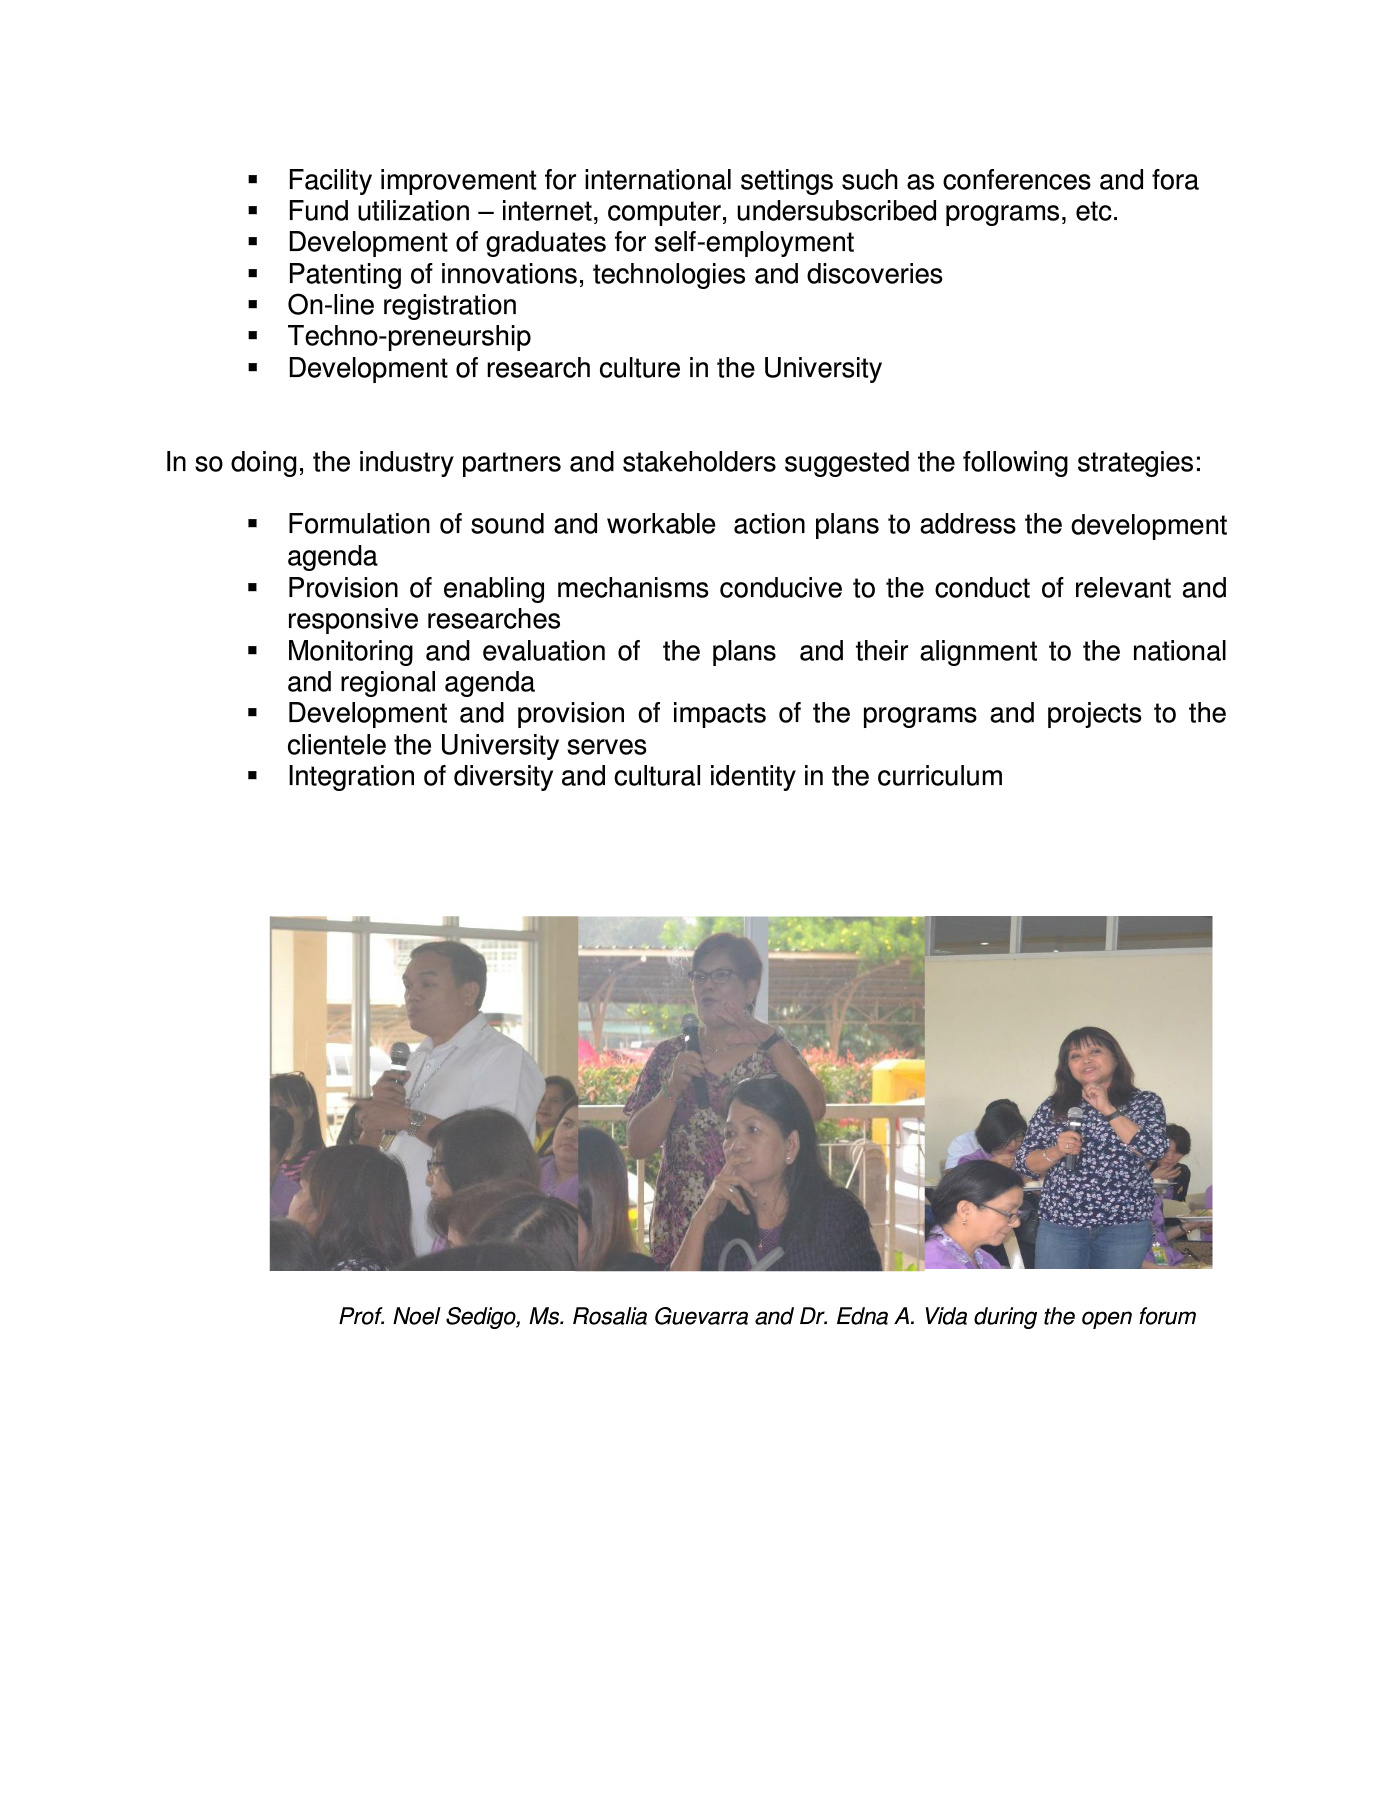 ▪ Facility improvement for international settings such as conferences and fora
▪ Fund utilization – internet, computer, undersubscribed programs, etc.
▪ Development of graduates for self-employment
▪ Patenting of innovations, technologies and discoveries
▪ On-line registration
▪ Techno-preneurship
▪ Development of research culture in the University
In so doing, the industry partners and stakeholders suggested the following strategies:
▪ Formulation of sound and workable action plans to address the development
agenda
▪ Provision of enabling mechanisms conducive to the conduct of relevant and
responsive researches
▪ Monitoring and evaluation of the plans and their alignment to the national
and regional agenda
▪ Development and provision of impacts of the programs and projects to the
clientele the University serves
▪ Integration of diversity and cultural identity in the curriculum
Prof. Noel Sedigo, Ms. Rosalia Guevarra and Dr. Edna A. Vida during the open forum